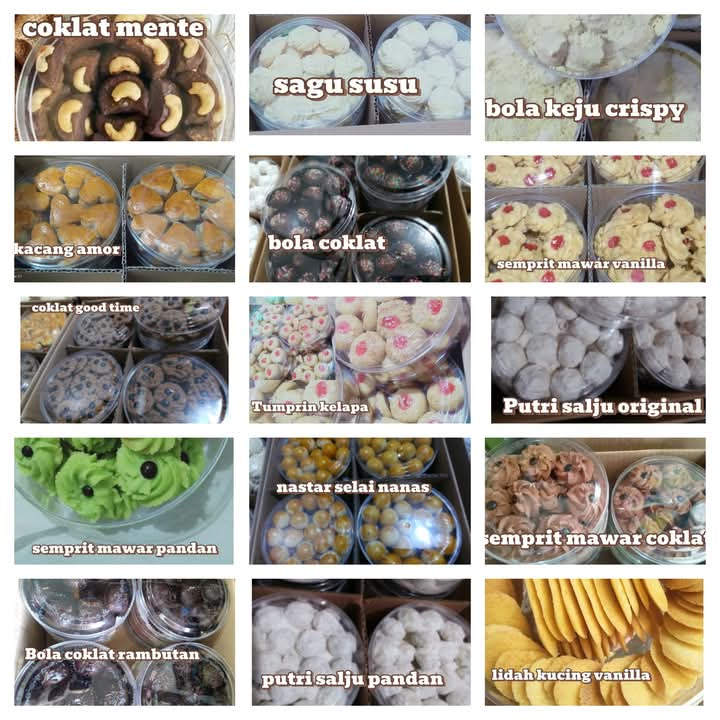 coklat mente
sagu susu
bola keju crispy
kacang amor
bola coklat
semprit mawar vanilla
coklat good time
Tumprin kelapa
Putri salju original
semprit mawar pandan
nastar selai nanas
semprit mawar coklat
Bola coklat rambutan
putri salju pandan
lidah kucing vanilla